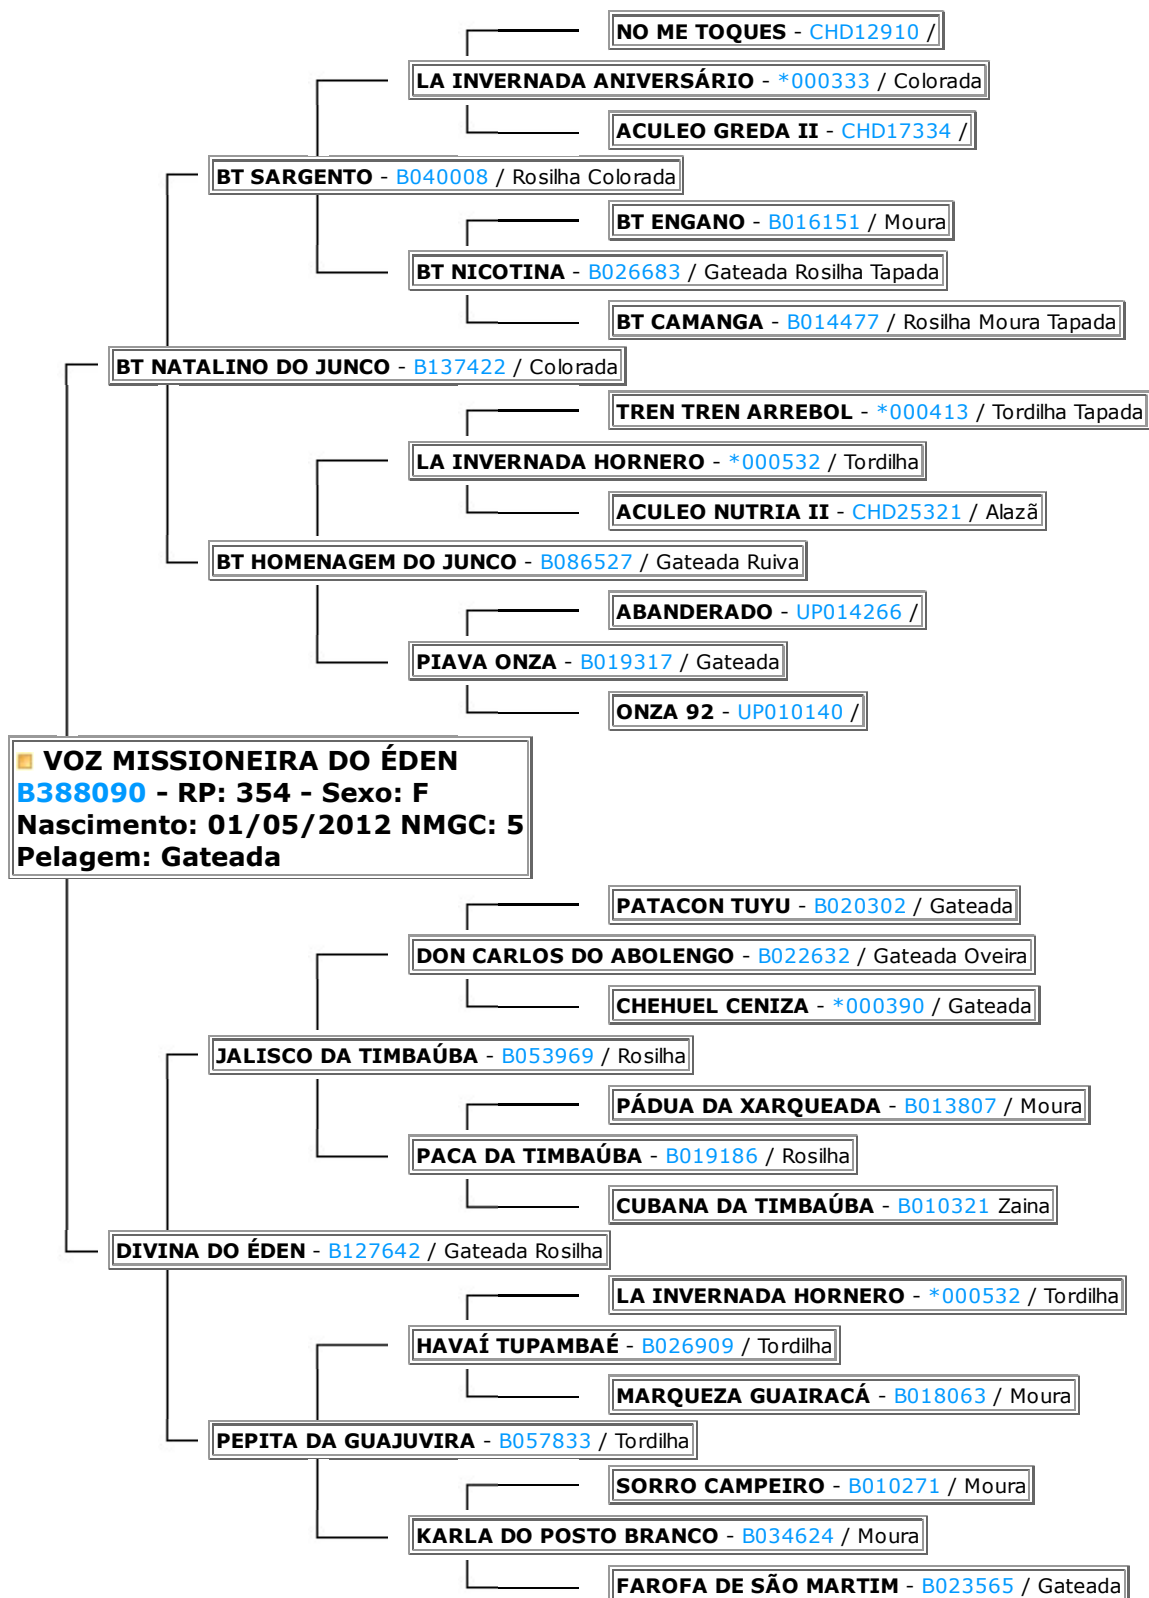 NO ME TOQUES - CHD12910 /
LA INVERNADA ANIVERSÁRIO - *000333 / Colorada
ACULEO GREDA II - CHD17334 /
BT SARGENTO - B040008 / Rosilha Colorada
BT ENGANO - B016151 / Moura
BT NICOTINA - B026683 / Gateada Rosilha Tapada
BT CAMANGA - B014477 / Rosilha Moura Tapada
BT NATALINO DO JUNCO - B137422 / Colorada
TREN TREN ARREBOL - *000413 / Tordilha Tapada
LA INVERNADA HORNERO - *000532 / Tordilha
ACULEO NUTRIA II - CHD25321 / Alazã
BT HOMENAGEM DO JUNCO - B086527 / Gateada Ruiva
ABANDERADO - UP014266 /
PIAVA ONZA - B019317 / Gateada
ONZA 92 - UP010140 /
VOZ MISSIONEIRA DO ÉDEN
B388090 - RP: 354 - Sexo: F
Nascimento: 01/05/2012 NMGC: 5
Pelagem: Gateada
PATACON TUYU - B020302 / Gateada
DON CARLOS DO ABOLENGO - B022632 / Gateada Oveira
CHEHUEL CENIZA - *000390 / Gateada
JALISCO DA TIMBAÚBA - B053969 / Rosilha
PÁDUA DA XARQUEADA - B013807 / Moura
PACA DA TIMBAÚBA - B019186 / Rosilha
CUBANA DA TIMBAÚBA - B010321 Zaina
DIVINA DO ÉDEN - B127642 / Gateada Rosilha
LA INVERNADA HORNERO - *000532 / Tordilha
HAVAÍ TUPAMBAÉ - B026909 / Tordilha
MARQUEZA GUAIRACÁ - B018063 / Moura
PEPITA DA GUAJUVIRA - B057833 / Tordilha
SORRO CAMPEIRO - B010271 / Moura
KARLA DO POSTO BRANCO - B034624 / Moura
FAROFA DE SÃO MARTIM - B023565 / Gateada